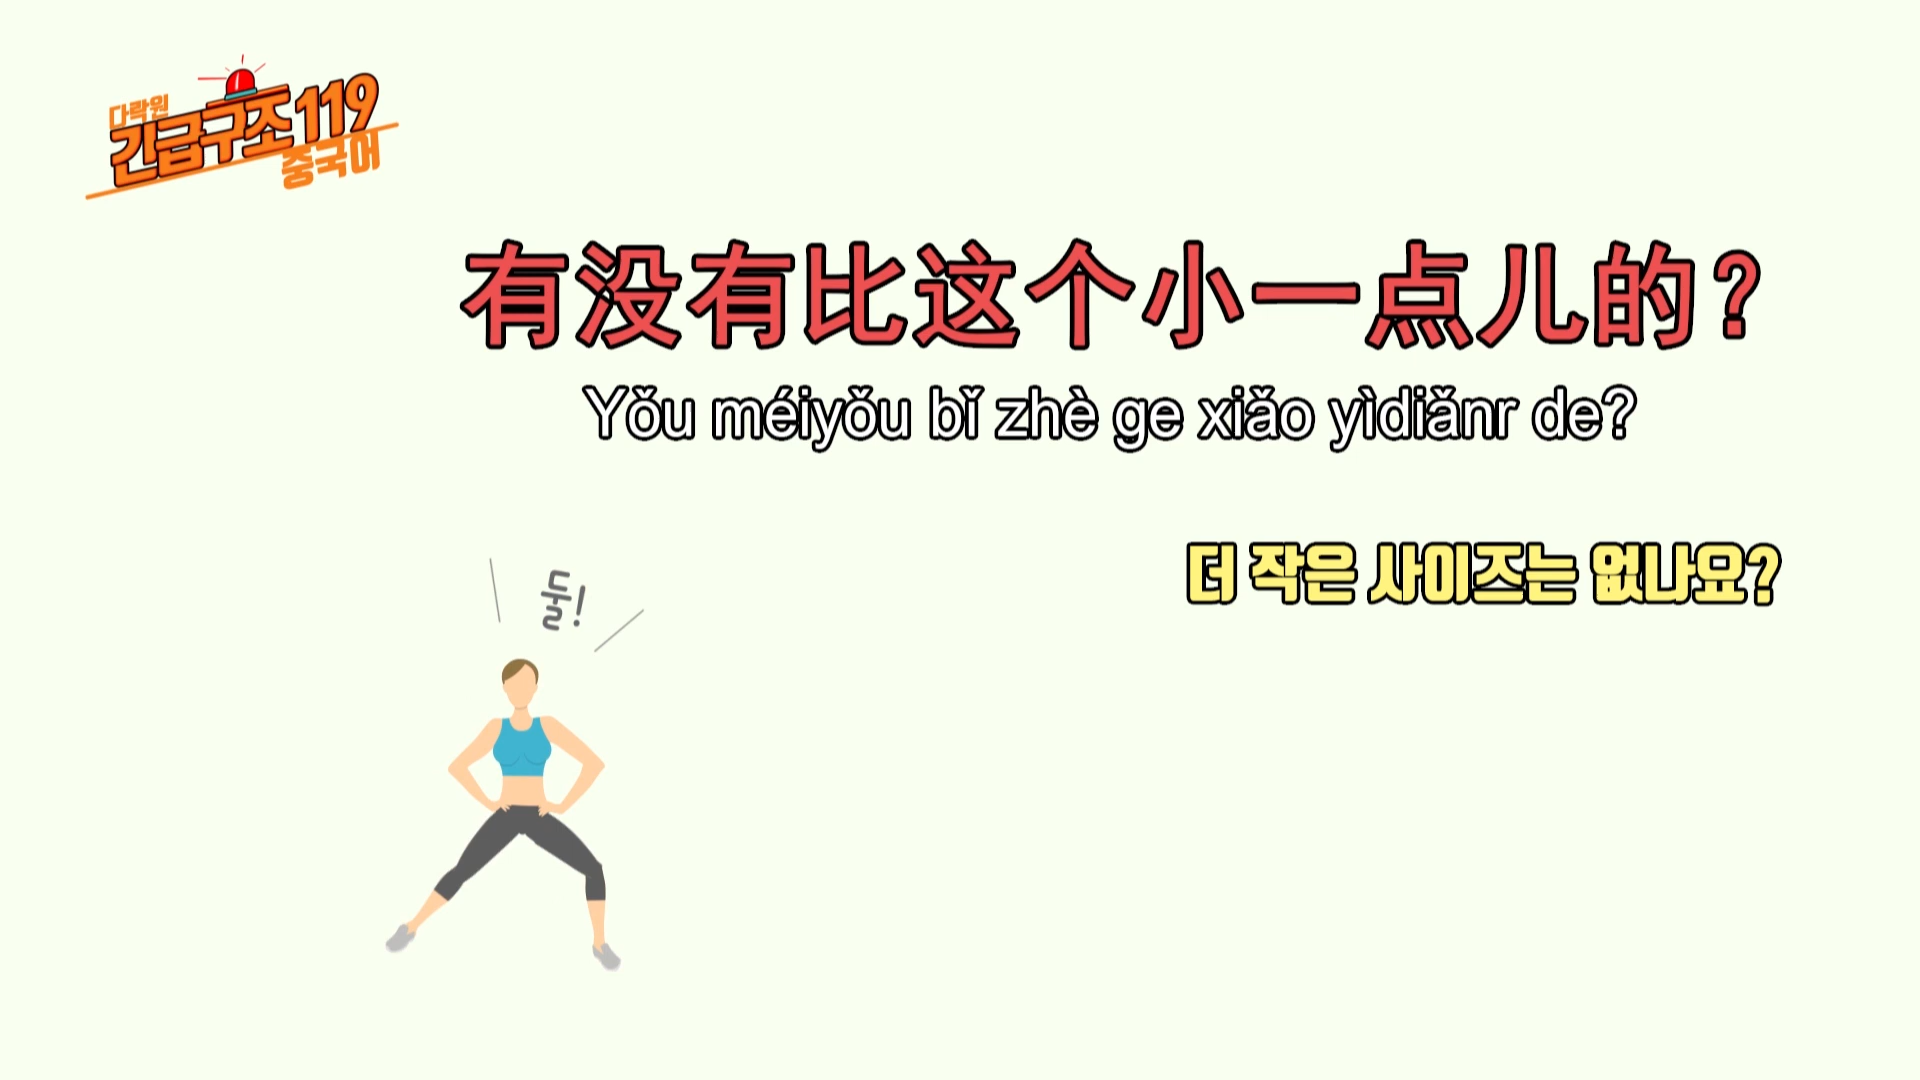 다락원
긴급구조119
중국어
有没有比这个小一点儿的？
Yǒu méiyǒu bǐ zhè ge xiǎo yìdiǎnr de?
더 작은 사이즈는 없나요?
둘!